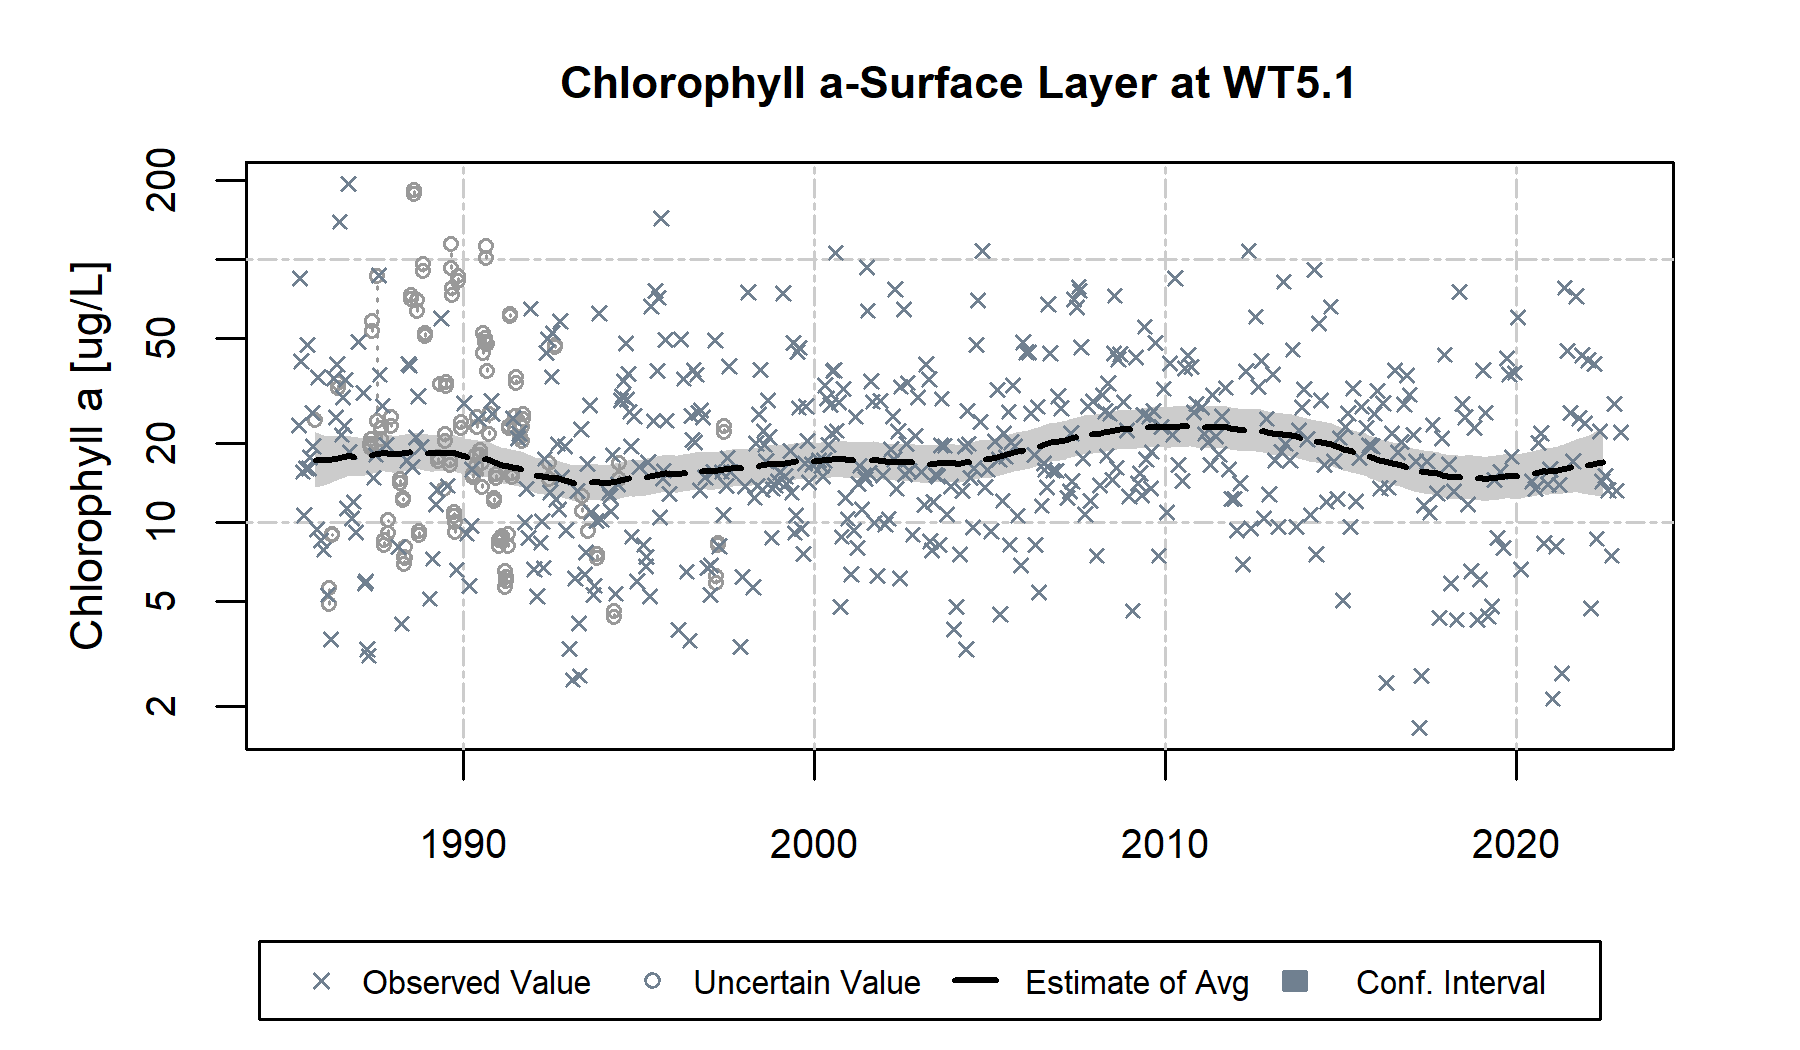 Chlorophyll a-Surface Layer at WT5.1
Chlorophyll a [ug/L]
200
50
20
10
5
2
1990 2000 2010 2020
Observed Value Uncertain Value Estimate of Avg Conf. Interval